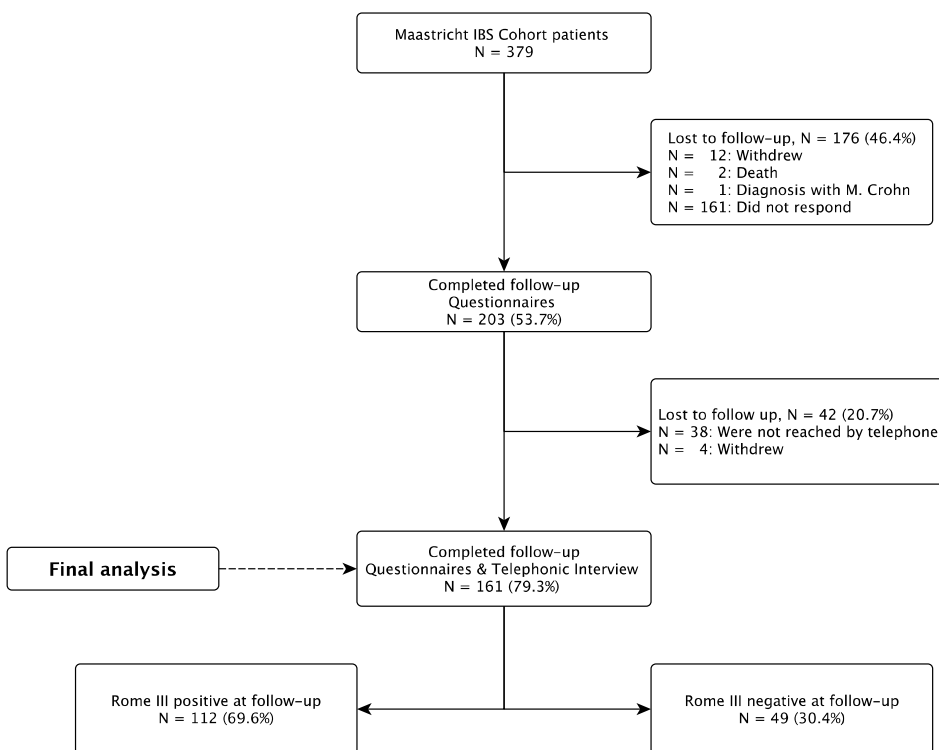 Maastricht IBS Cohort patients
N = 379
Lost to follow-up, N = 176 (46.4%)
N = 12: Withdrew
N = 2: Death
N = 1: Diagnosis with M. Crohn
N = 161: Did not respond
Completed follow-up
Questionnaires
N = 203 (53.7%)
Lost to follow up, N = 42 (20.7%)
N = 38: Were not reached by telephone
N = 4: Withdrew
Completed follow-up
Questionnaires & Telephonic Interview
N = 161 (79.3%)
Final analysis
Rome III positive at follow-up
N = 112 (69.6%)
Rome III negative at follow-up
N = 49 (30.4%)